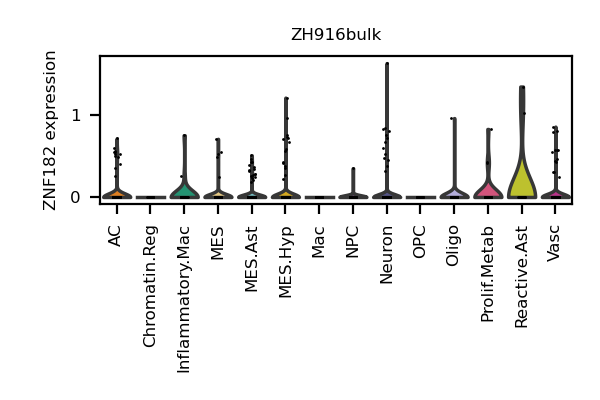 ZH916bulk
ZNF182 expression
1
0
AC
Chromatin.Reg
Inflammatory.Mac
MES
MES.Ast
MES.Hyp
Mac
NPC
Neuron
OPC
Oligo
Prolif.Metab
Reactive.Ast
Vasc